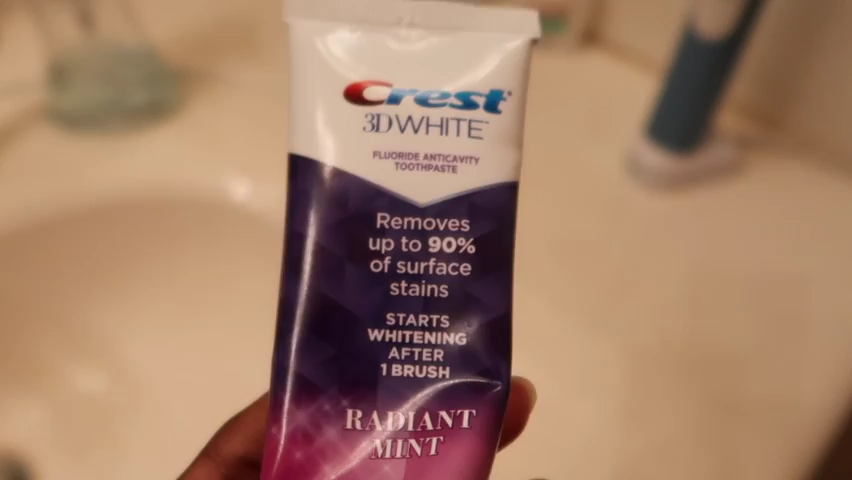 Crest
3D WHITE™
FLUORIDE ANTICAVITY
TOOTHPASTE
Removes
up to 90%
of surface
stains
STARTS
WHITENING
AFTER
1 BRUSH
RADIANT
MINT